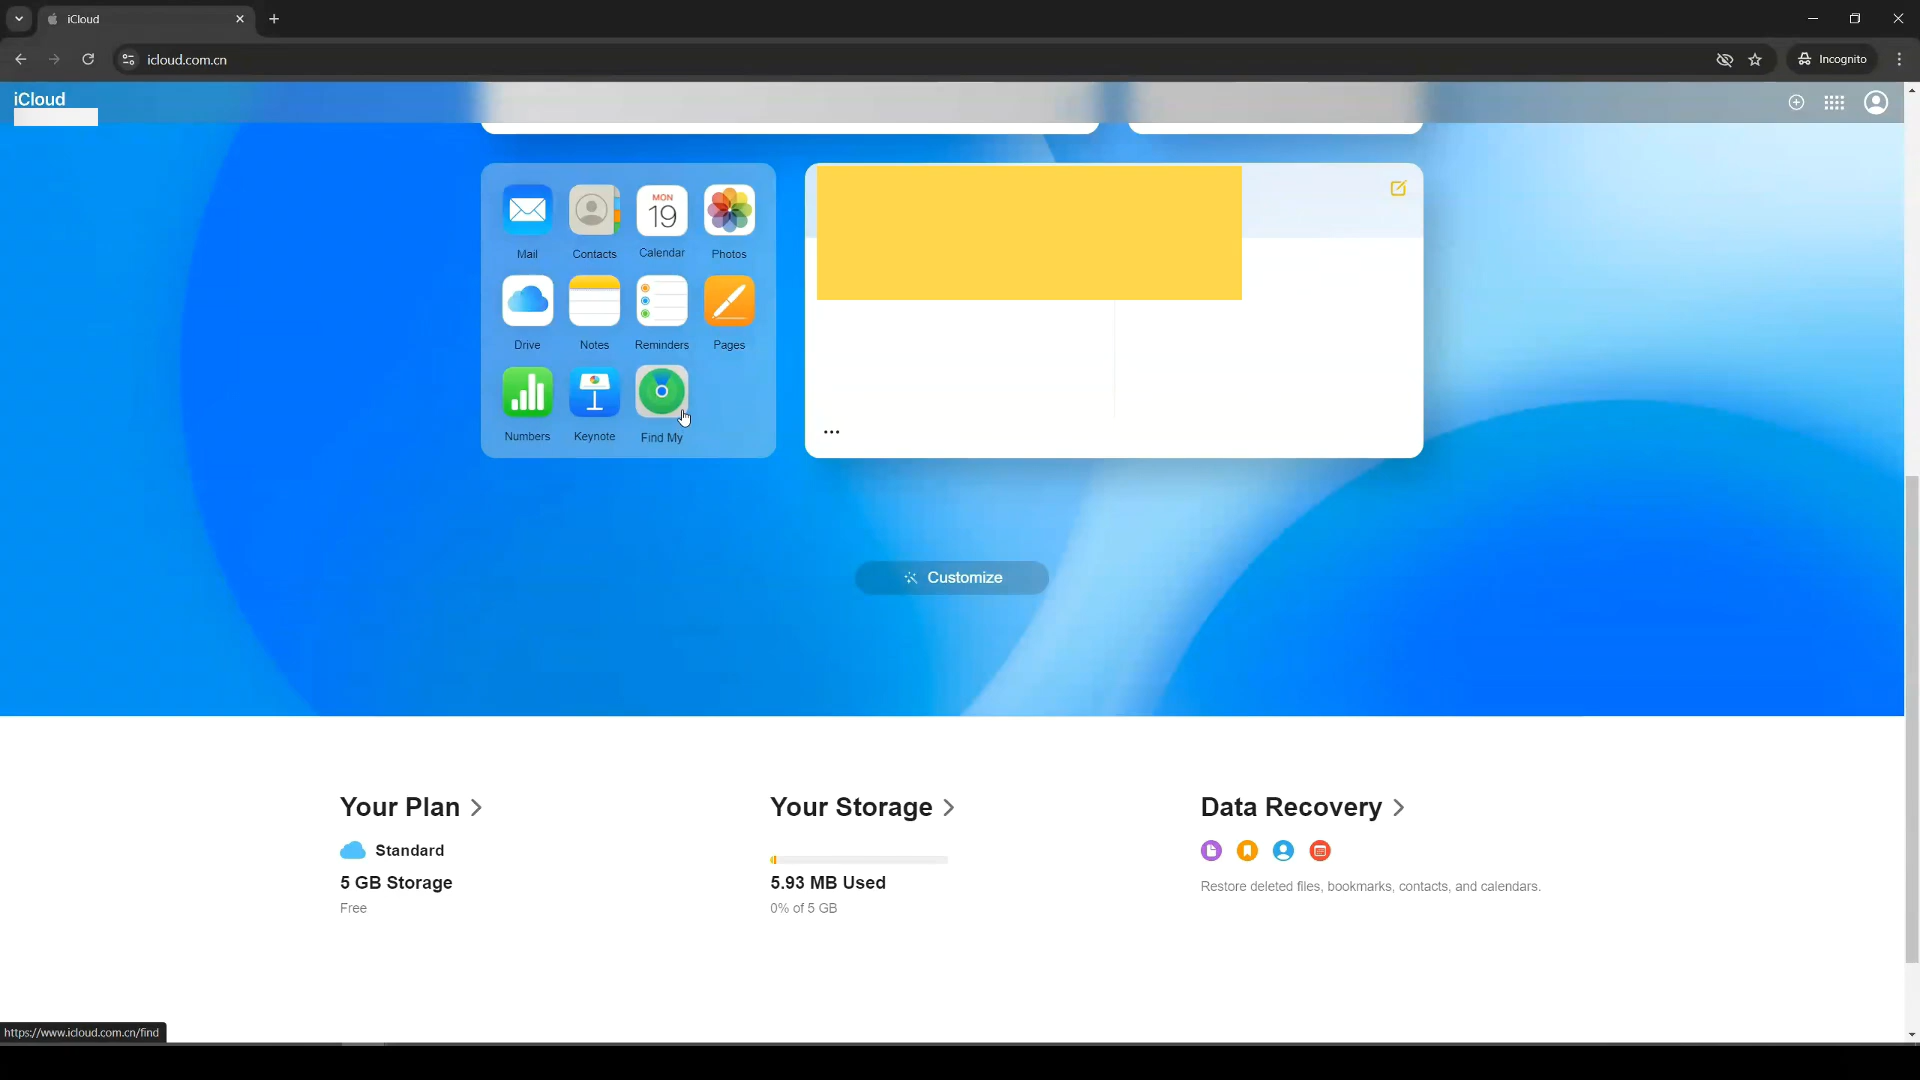 iCloud
icloud.com.cn
Incognito
iCloud
MON
19
Mail
Contacts
Calendar
Photos
Drive
Notes
Reminders
Pages
Numbers
Keynote
Find My
Customize
Your Plan
Standard
5 GB Storage
Free
Your Storage
5.93 MB Used
0% of 5 GB
Data Recovery
Restore deleted files, bookmarks, contacts, and calendars.
https://www.icloud.com.cn/find